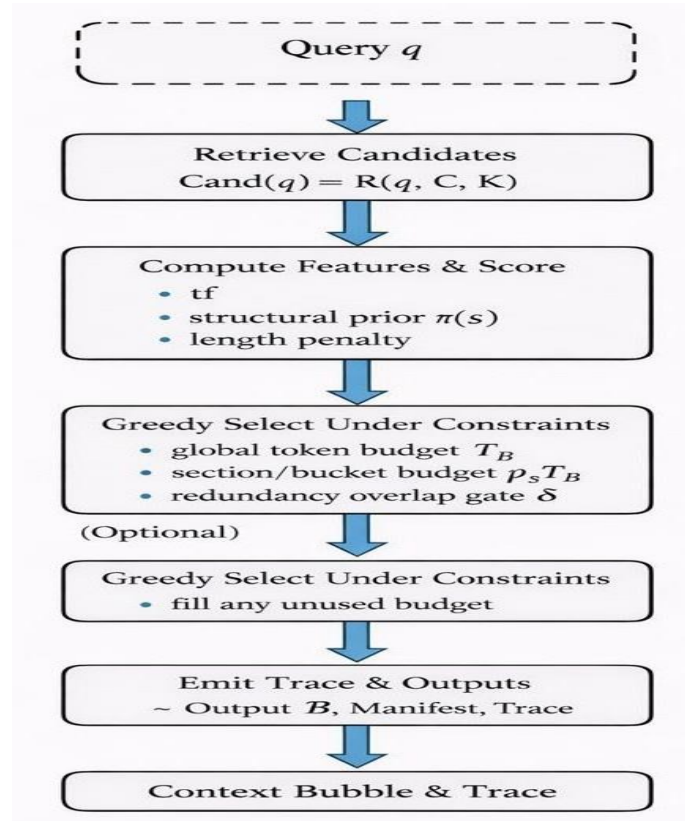 Query q
Retrieve Candidates
Cand(q) = R(q, C, K)
Compute Features & Score
• tf
• structural prior π(s)
• length penalty
Greedy Select Under Constraints
• global token budget T_B
• section/bucket budget p_sT_B
• redundancy overlap gate δ
(Optional)
Greedy Select Under Constraints
• fill any unused budget
Emit Trace & Outputs
~ Output B, Manifest, Trace
Context Bubble & Trace